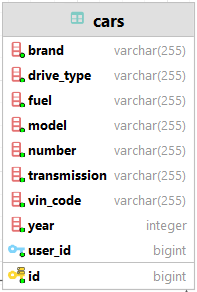 cars
brand varchar(255)
drive_type varchar(255)
fuel varchar(255)
model varchar(255)
number varchar(255)
transmission varchar(255)
vin_code varchar(255)
year integer
user_id bigint
id bigint